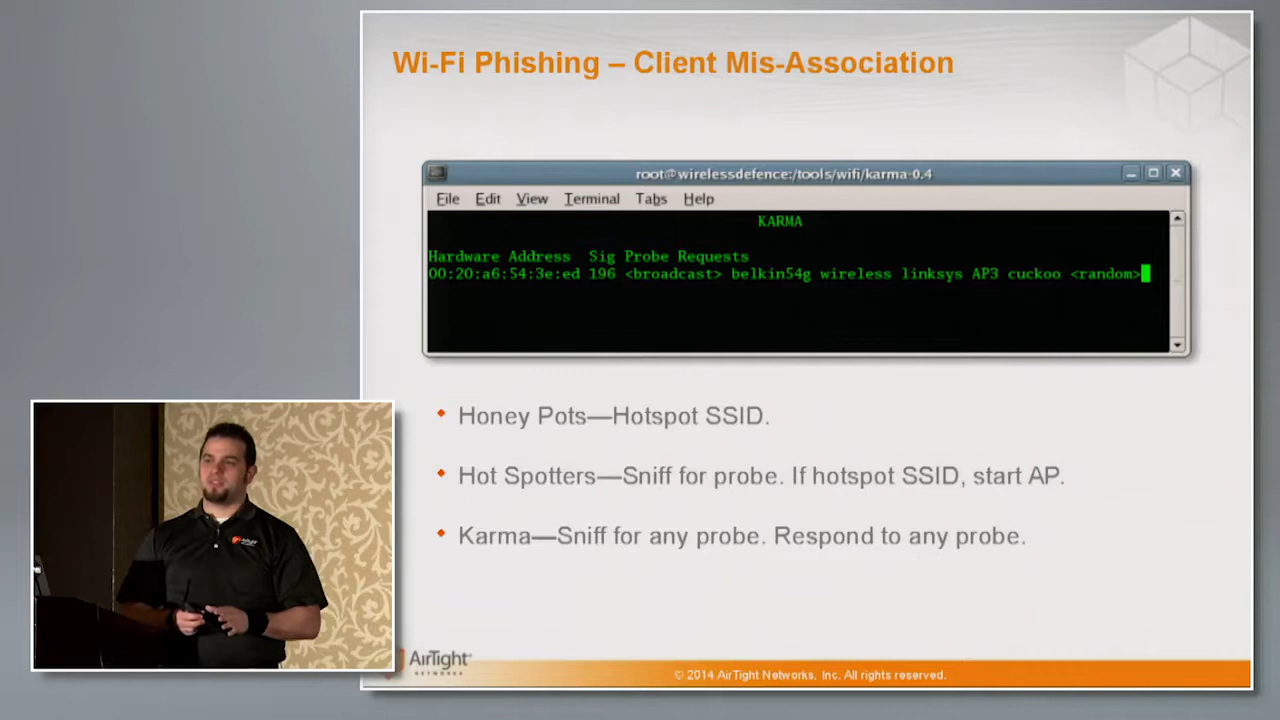 Wi-Fi Phishing – Client Mis-Association
root@wirelessdefence:/tools/wifi/karma-0.4
File Edit View Terminal Tabs Help
KARMA
Hardware Address Sig Probe Requests
00:20:a6:54:3e:ed 196 <broadcast> belkin54g wireless linksys AP3 cuckoo <random>
Honey Pots—Hotspot SSID.
Hot Spotters—Sniff for probe. If hotspot SSID, start AP.
Karma—Sniff for any probe. Respond to any probe.
AirTight
NETWORKS
© 2014 AirTight Networks, Inc. All rights reserved.